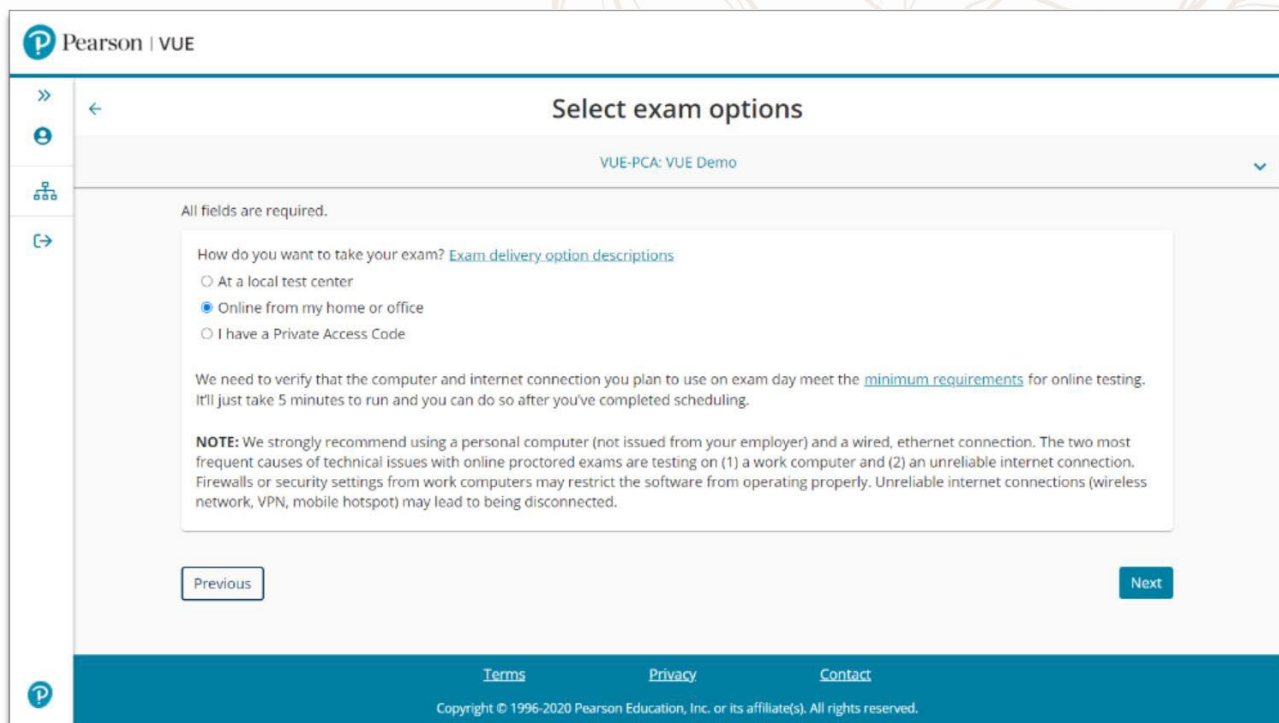 Pearson | VUE
Select exam options
VUE-PCA: VUE Demo
All fields are required.
How do you want to take your exam? Exam delivery option descriptions
At a local test center
Online from my home or office
I have a Private Access Code
We need to verify that the computer and internet connection you plan to use on exam day meet the minimum requirements for online testing.
It'll just take 5 minutes to run and you can do so after you've completed scheduling.
NOTE: We strongly recommend using a personal computer (not issued from your employer) and a wired, ethernet connection. The two most
frequent causes of technical issues with online proctored exams are testing on (1) a work computer and (2) an unreliable internet connection.
Firewalls or security settings from work computers may restrict the software from operating properly. Unreliable internet connections (wireless
network, VPN, mobile hotspot) may lead to being disconnected.
Previous
Next
Terms Privacy Contact
Copyright © 1996-2020 Pearson Education, Inc. or its affiliate(s). All rights reserved.